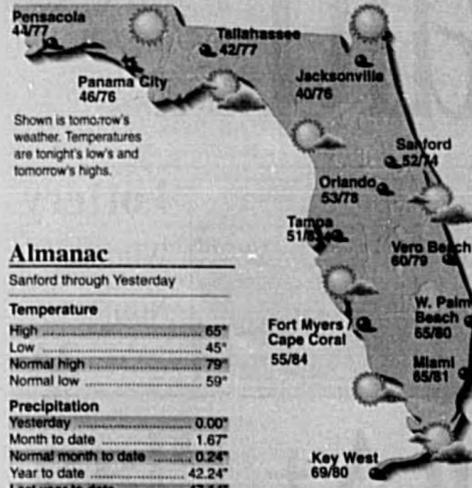 Pensacola
44/77
Tallahassee
42/77
Panama City
46/76
Jacksonville
40/76
Shown is tomorrow's
weather. Temperatures
are tonight's low's and
tomorrow's highs.
Sanford
52/74
Orlando
53/78
Tampa
Vero Beach
60/79
Almanac
Sanford through Yesterday
Temperature
High 65°
Low 45°
Normal high 79°
Normal low 59°
W. Palm
Beach
65/80
Fort Myers /
Cape Coral
55/84
Miami
65/81
Precipitation
Yesterday 0.00"
Month to date 1.67"
Normal month to date 0.24"
Year to date 42.24"
Key West
69/80